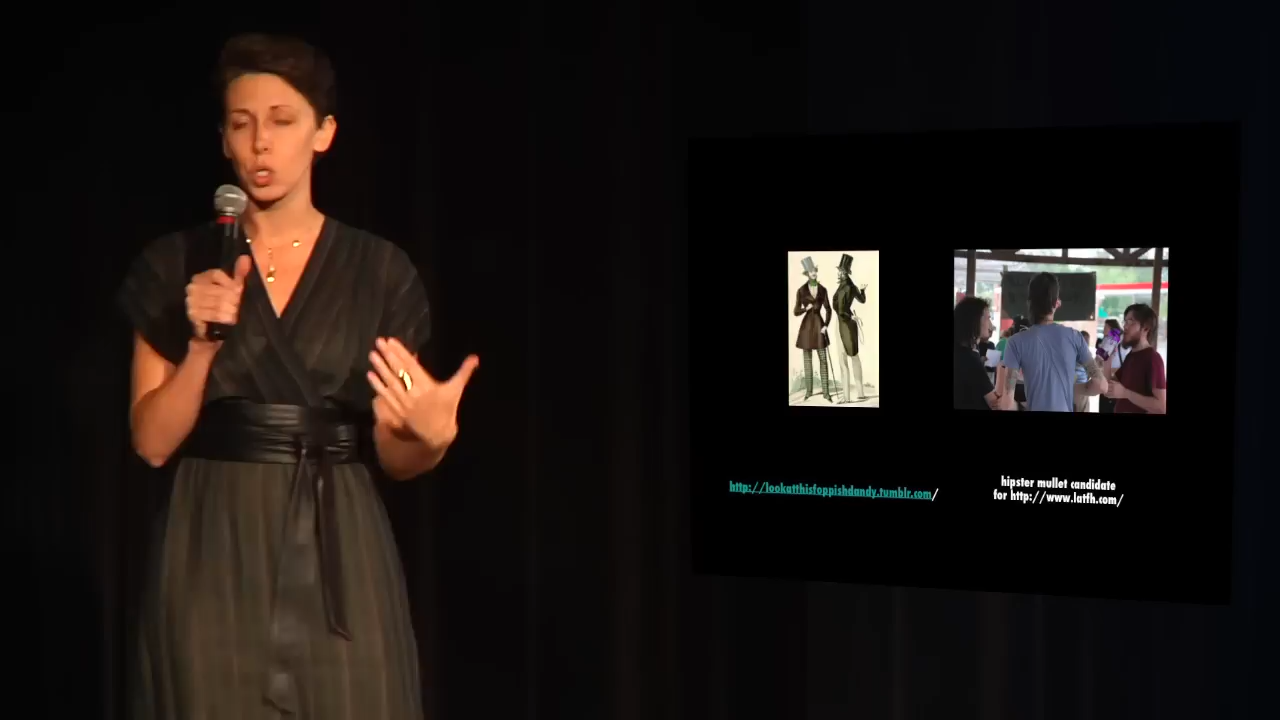 http://lookatthisfoppishdandy.tumblr.com/
hipster mullet candidate
for http://www.latfh.com/